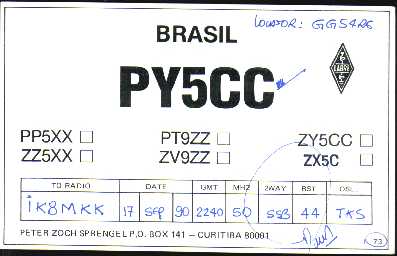 LOCATOR: GG54RG
BRASIL
PY5CC
LABRE
PP5XX PT9ZZ ZY5CC
ZZ5XX ZV9ZZ ZX5C
TO RADIO DATE GMT MHZ 2WAY RST QSL
IK8MKK 17 SEP 90 2240 50 SSB 44 TKS
PETER ZOCH SPRENGEL P.O. BOX 141 - CURITIBA 80001
73